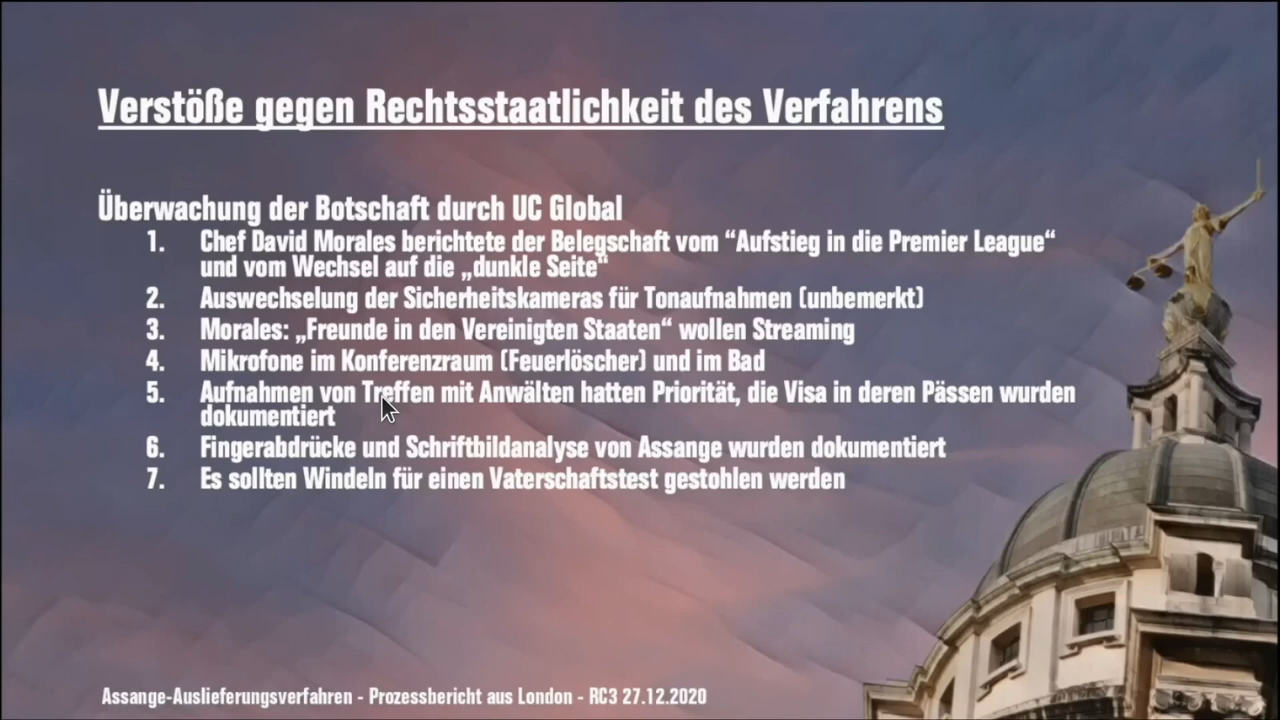 Verstöße gegen Rechtsstaatlichkeit des Verfahrens
Überwachung der Botschaft durch UC Global
1. Chef David Morales berichtete der Belegschaft vom “Aufstieg in die Premier League“
und vom Wechsel auf die „dunkle Seite“
2. Auswechselung der Sicherheitskameras für Tonaufnahmen (unbemerkt)
3. Morales: „Freunde in den Vereinigten Staaten“ wollen Streaming
4. Mikrofone im Konferenzraum (Feuerlöscher) und im Bad
5. Aufnahmen von Treffen mit Anwälten hatten Priorität, die Visa in deren Pässen wurden
dokumentiert
6. Fingerabdrücke und Schriftbildanalyse von Assange wurden dokumentiert
7. Es sollten Windeln für einen Vaterschaftstest gestohlen werden
Assange-Auslieferungsverfahren - Prozessbericht aus London - RC3 27.12.2020